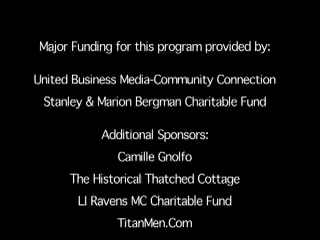 Major Funding for this program provided by:
United Business Media-Community Connection
Stanley & Marion Bergman Charitable Fund
Additional Sponsors:
Camille Gnolfo
The Historical Thatched Cottage
LI Ravens MC Charitable Fund
TitanMen.Com